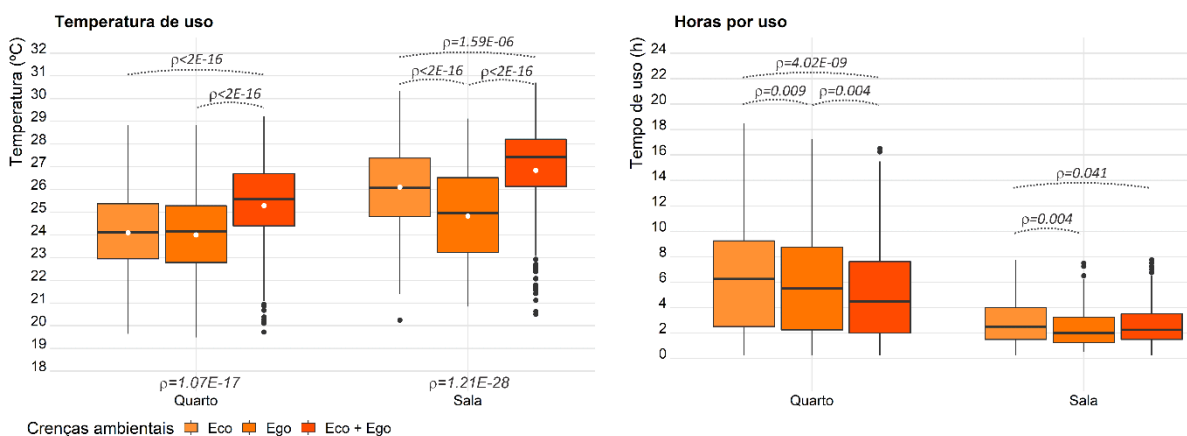 Temperatura de uso
Temperatura (ºC)
32
31
30
29
28
27
26
25
24
23
22
21
20
19
18
ρ<2E-16
ρ<2E-16
ρ=1.59E-06
ρ<2E-16
ρ<2E-16
ρ=1.07E-17
ρ=1.21E-28
Quarto
Sala
Horas por uso
Tempo de uso (h)
24
22
20
18
16
14
12
10
8
6
4
2
0
ρ=4.02E-09
ρ=0.009
ρ=0.004
ρ=0.041
ρ=0.004
Quarto
Sala
Crenças ambientais Eco Ego Eco + Ego